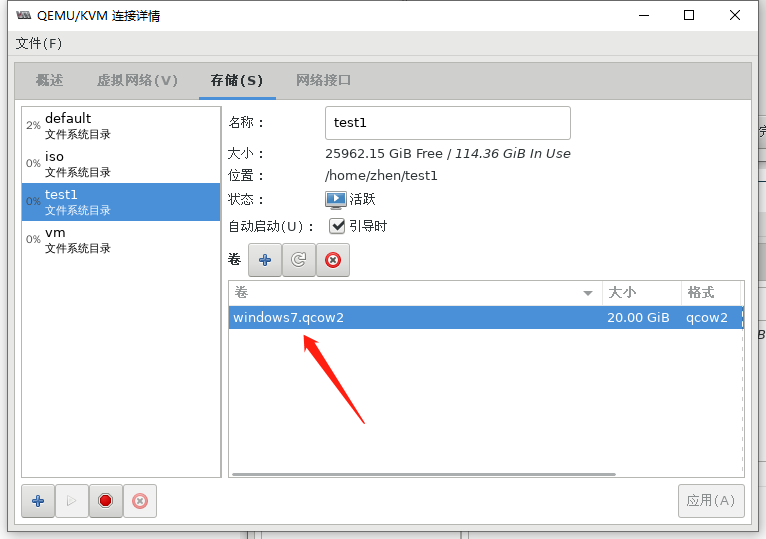 QEMU/KVM 连接详情
文件(F)
概述 虚拟网络(V) 存储(S) 网络接口
2% default
文件系统目录
0% iso
文件系统目录
0% test1
文件系统目录
0% vm
文件系统目录
名称： test1
大小： 25962.15 GiB Free / 114.36 GiB In Use
位置： /home/zhen/test1
状态： 活跃
自动启动(U)： 引导时
卷
卷 大小 格式
windows7.qcow2 20.00 GiB qcow2
应用(A)